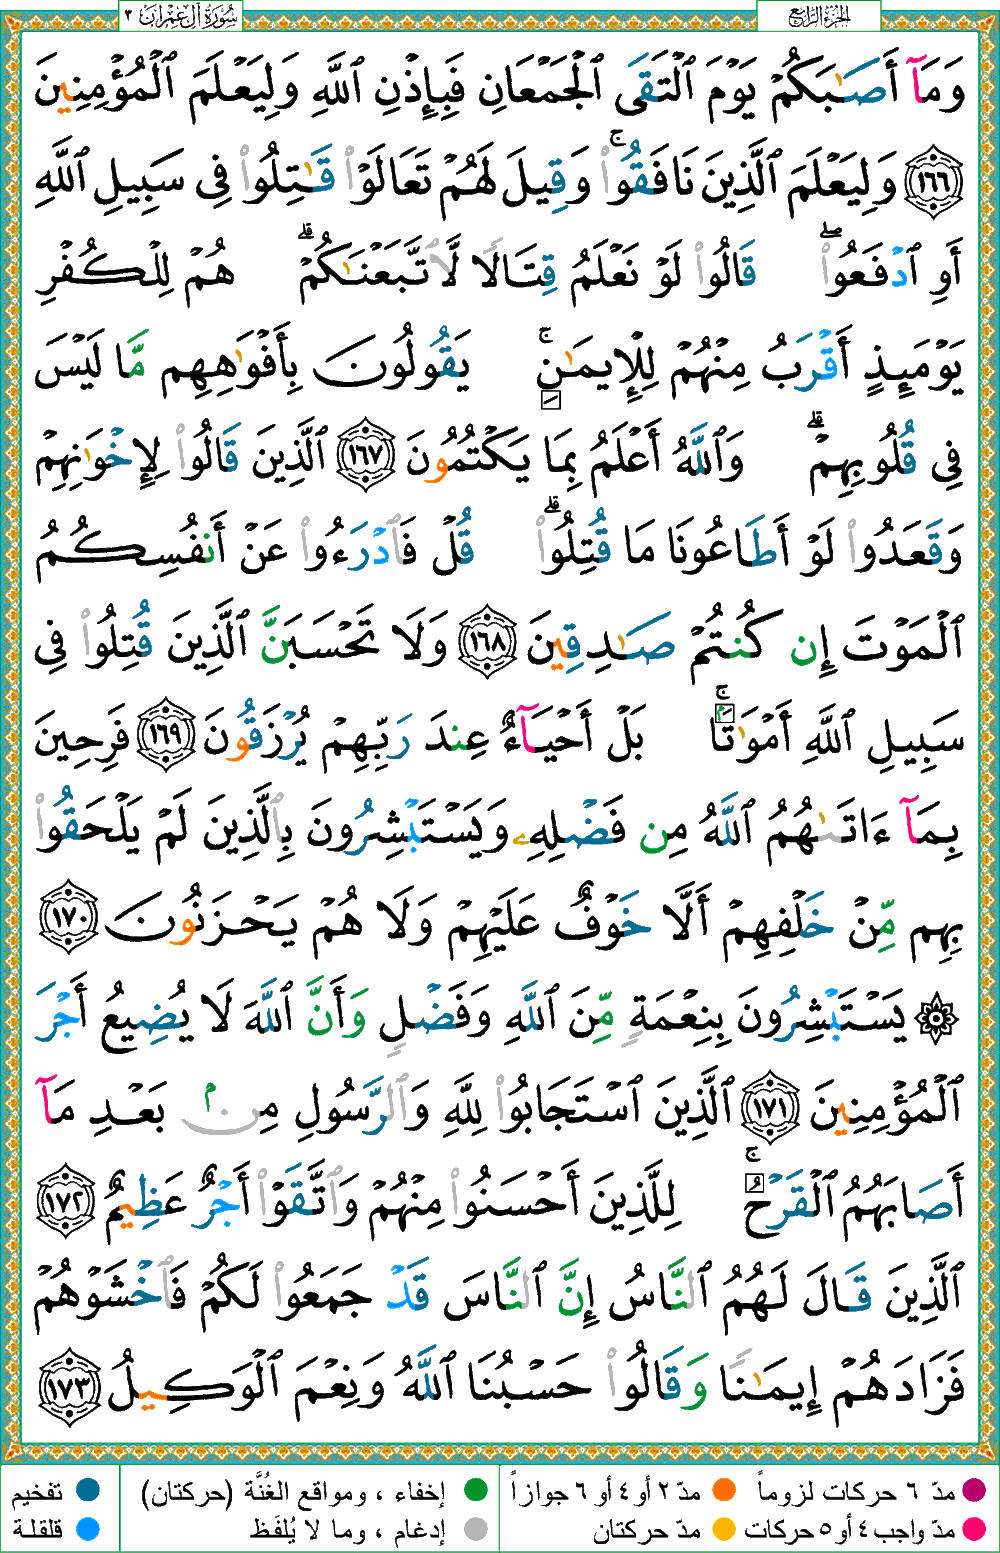 سُورَةُ آلِ عِمْرَان ٣
الجزء الرابع
وَمَآ أَصَٰبَكُمْ يَوْمَ ٱلْتَقَى ٱلْجَمْعَانِ فَبِإِذْنِ ٱللَّهِ وَلِيَعْلَمَ ٱلْمُؤْمِنِينَ
١٦٦ وَلِيَعْلَمَ ٱلَّذِينَ نَافَقُوا۟ ۚ وَقِيلَ لَهُمْ تَعَالَوْا۟ قَٰتِلُوا۟ فِى سَبِيلِ ٱللَّهِ
أَوِ ٱدْفَعُوا۟ ۖ قَالُوا۟ لَوْ نَعْلَمُ قِتَالًا لَّٱتَّبَعْنَٰكُمْ ۗ هُمْ لِلْكُفْرِ
يَوْمَئِذٍ أَقْرَبُ مِنْهُمْ لِلْإِيمَٰنِ ۚ يَقُولُونَ بِأَفْوَٰهِهِم مَّا لَيْسَ
فِى قُلُوبِهِمْ ۗ وَٱللَّهُ أَعْلَمُ بِمَا يَكْتُمُونَ ١٦٧ ٱلَّذِينَ قَالُوا۟ لِإِخْوَٰنِهِمْ
وَقَعَدُوا۟ لَوْ أَطَاعُونَا مَا قُتِلُوا۟ ۗ قُلْ فَٱدْرَءُوا۟ عَنْ أَنفُسِكُمُ
ٱلْمَوْتَ إِن كُنتُمْ صَٰدِقِينَ ١٦٨ وَلَا تَحْسَبَنَّ ٱلَّذِينَ قُتِلُوا۟ فِى
سَبِيلِ ٱللَّهِ أَمْوَٰتًۢا ۚ بَلْ أَحْيَآءٌ عِندَ رَبِّهِمْ يُرْزَقُونَ ١٦٩ فَرِحِينَ
بِمَآ ءَاتَىٰهُمُ ٱللَّهُ مِن فَضْلِهِۦ وَيَسْتَبْشِرُونَ بِٱلَّذِينَ لَمْ يَلْحَقُوا۟
بِهِم مِّنْ خَلْفِهِمْ أَلَّا خَوْفٌ عَلَيْهِمْ وَلَا هُمْ يَحْزَنُونَ ١٧٠
۞ يَسْتَبْشِرُونَ بِنِعْمَةٍ مِّنَ ٱللَّهِ وَفَضْلٍ وَأَنَّ ٱللَّهَ لَا يُضِيعُ أَجْرَ
ٱلْمُؤْمِنِينَ ١٧١ ٱلَّذِينَ ٱسْتَجَابُوا۟ لِلَّهِ وَٱلرَّسُولِ مِنۢ بَعْدِ مَآ
أَصَابَهُمُ ٱلْقَرْحُ ۚ لِلَّذِينَ أَحْسَنُوا۟ مِنْهُمْ وَٱتَّقَوْا۟ أَجْرٌ عَظِيمٌ ١٧٢
ٱلَّذِينَ قَالَ لَهُمُ ٱلنَّاسُ إِنَّ ٱلنَّاسَ قَدْ جَمَعُوا۟ لَكُمْ فَٱخْشَوْهُمْ
فَزَادَهُمْ إِيمَٰنًا وَقَالُوا۟ حَسْبُنَا ٱللَّهُ وَنِعْمَ ٱلْوَكِيلُ ١٧٣
مدّ ٦ حركات لزوماً مدّ ٢ أو ٤ أو ٦ جوازاً إخفاء ، ومواقع الغُنَّة (حركتان) تفخيم
مدّ واجب ٤ أو ٥ حركات مدّ حركتان إدغام ، وما لا يُلفَظ قلقلة